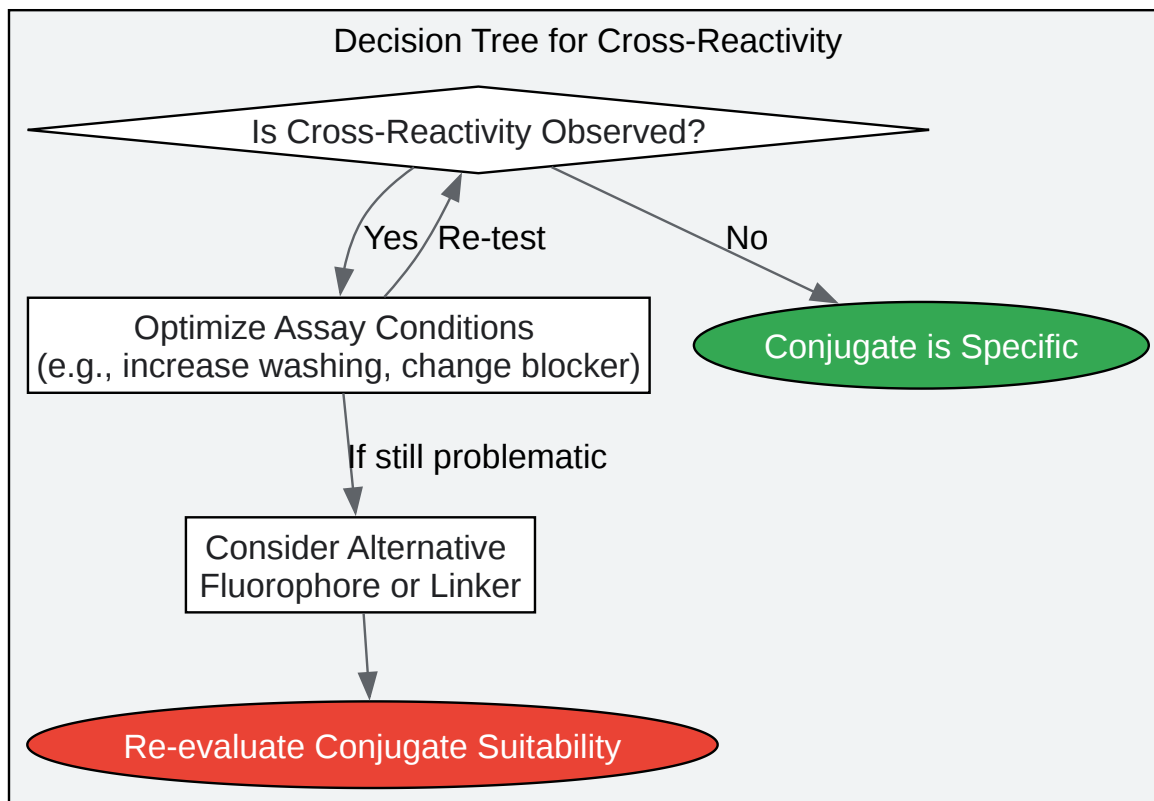 Decision Tree for Cross-Reactivity
Is Cross-Reactivity Observed?
Yes
Re-test
No
Optimize Assay Conditions
(e.g., increase washing, change blocker)
Conjugate is Specific
If still problematic
Consider Alternative
Fluorophore or Linker
Re-evaluate Conjugate Suitability